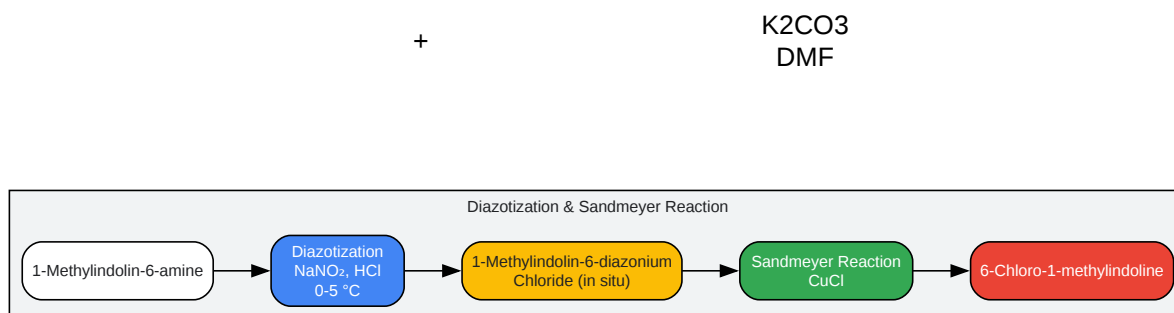 +
K2CO3
DMF
Diazotization & Sandmeyer Reaction
1-Methylindolin-6-amine
Diazotization
NaNO₂, HCl
0-5 °C
1-Methylindolin-6-diazonium
Chloride (in situ)
Sandmeyer Reaction
CuCl
6-Chloro-1-methylindoline